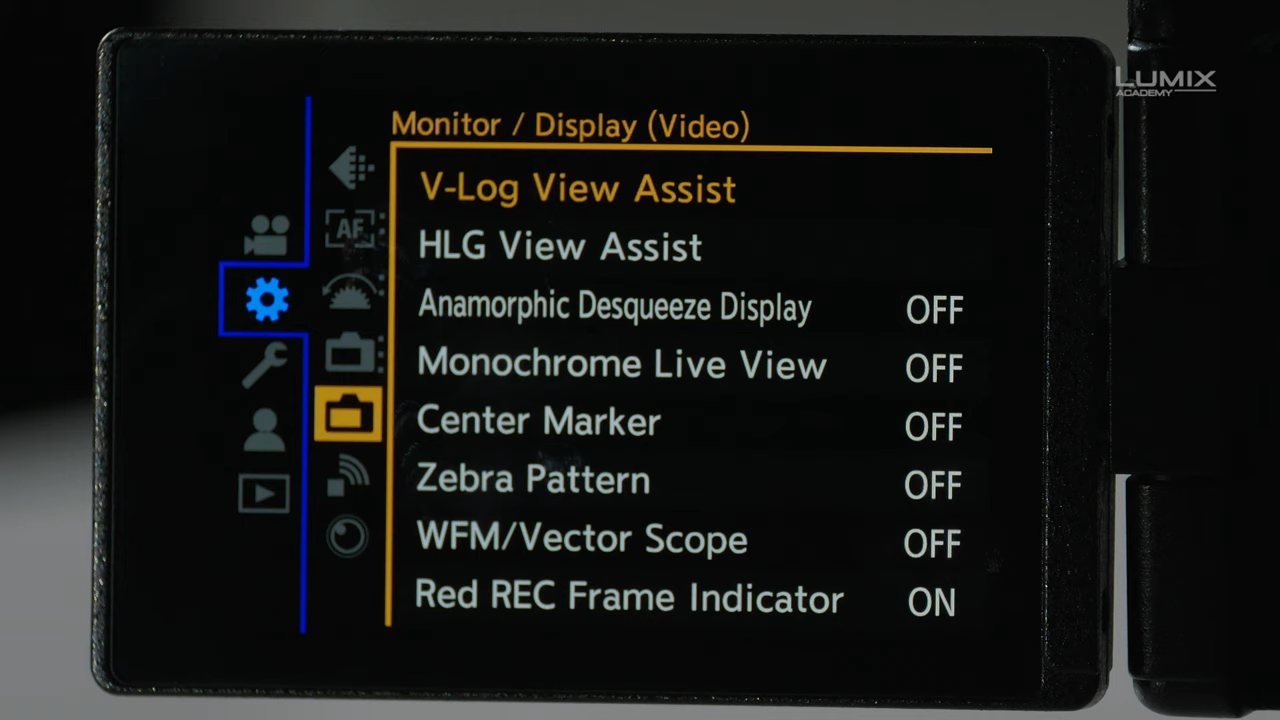 LUMIX
ACADEMY
Monitor / Display (Video)
V-Log View Assist
AF
HLG View Assist
Anamorphic Desqueeze Display OFF
Monochrome Live View OFF
Center Marker OFF
Zebra Pattern OFF
WFM/Vector Scope OFF
Red REC Frame Indicator ON